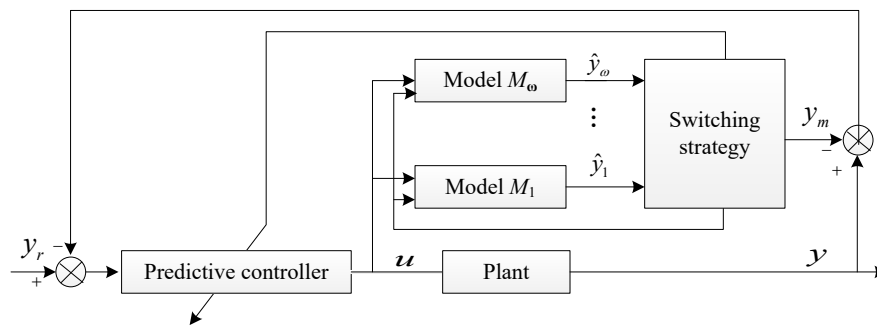 Model M_ω
ŷ_ω
⋮
Switching
strategy
y_m
−
+
Model M_1
ŷ_1
y_r
−
+
Predictive controller
u
Plant
y